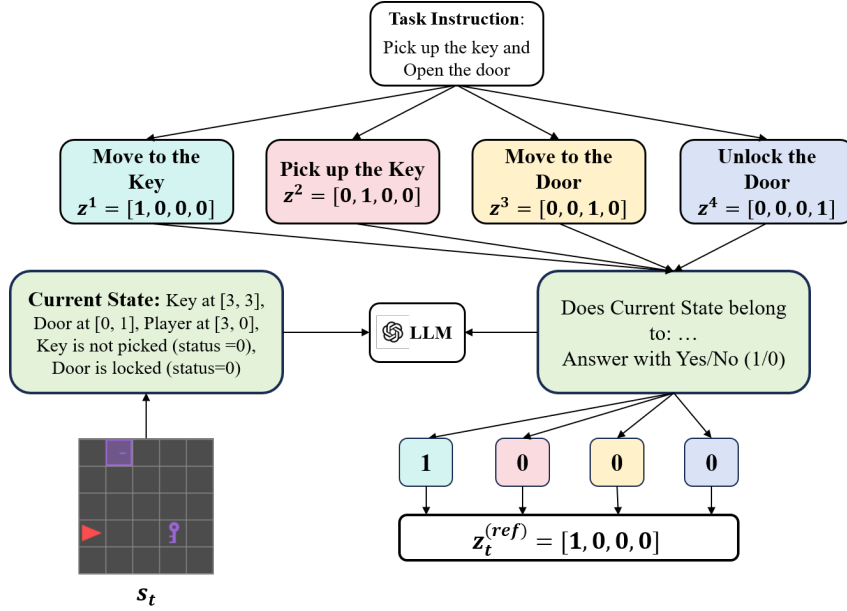 Task Instruction:
Pick up the key and
Open the door
Move to the
Key
z¹ = [1, 0, 0, 0]
Pick up the Key
z² = [0, 1, 0, 0]
Move to the
Door
z³ = [0, 0, 1, 0]
Unlock the
Door
z⁴ = [0, 0, 0, 1]
Current State: Key at [3, 3],
Door at [0, 1], Player at [3, 0],
Key is not picked (status =0),
Door is locked (status=0)
LLM
Does Current State belong
to: …
Answer with Yes/No (1/0)
1
0
0
0
z_t^(ref) = [1, 0, 0, 0]
s_t